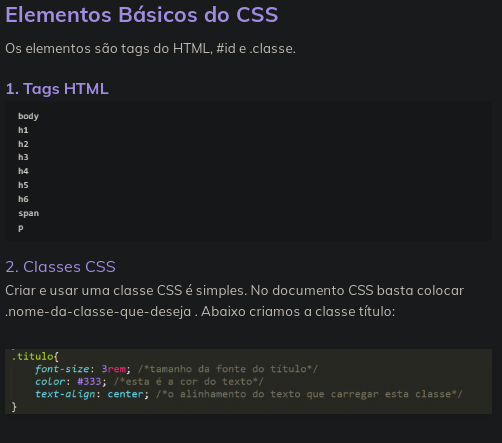 Elementos Básicos do CSS
Os elementos são tags do HTML, #id e .classe.
1. Tags HTML
body
h1
h2
h3
h4
h5
h6
span
p
2. Classes CSS
Criar e usar uma classe CSS é simples. No documento CSS basta colocar
.nome-da-classe-que-deseja . Abaixo criamos a classe título:
.titulo{
font-size: 3rem; /*tamanho da fonte do título*/
color: #333; /*esta é a cor do texto*/
text-align: center; /*o alinhamento do texto que carregar esta classe*/
}